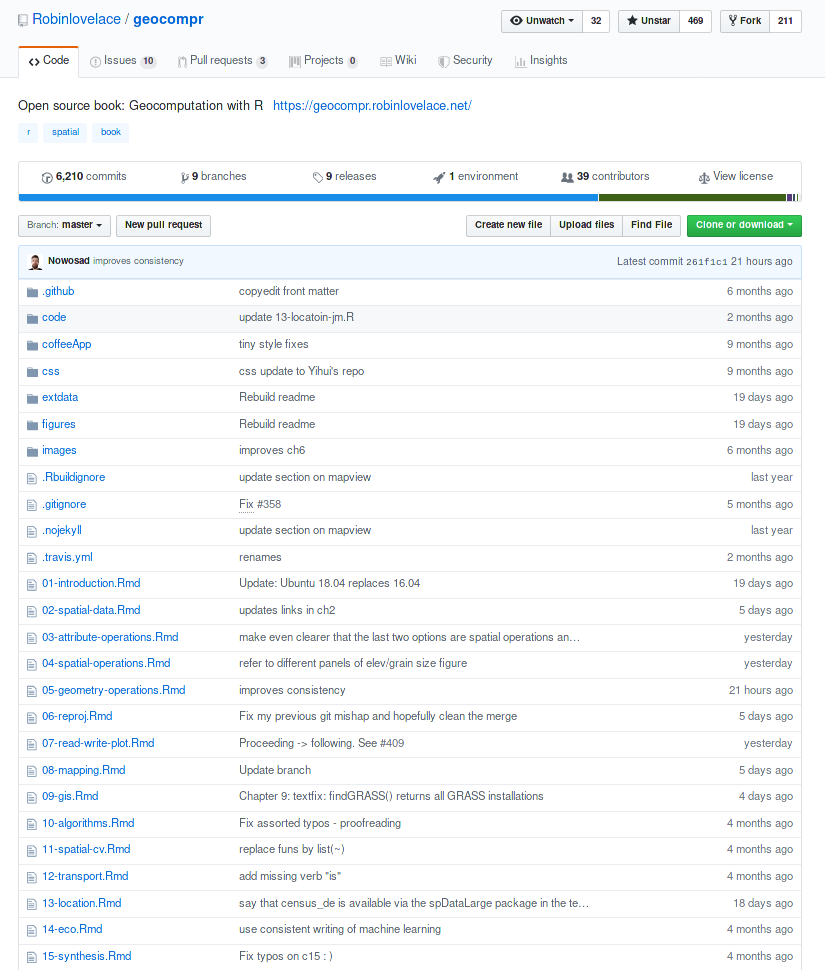 Robinlovelace / geocompr Unwatch 32 Unstar 469 Fork 211
Code Issues 10 Pull requests 3 Projects 0 Wiki Security Insights
Open source book: Geocomputation with R https://geocompr.robinlovelace.net/
r spatial book
6,210 commits 9 branches 9 releases 1 environment 39 contributors View license
Branch: master New pull request Create new file Upload files Find File Clone or download
Nowosad improves consistency Latest commit 261f1c1 21 hours ago
.github copyedit front matter 6 months ago
code update 13-locatoin-jm.R 2 months ago
coffeeApp tiny style fixes 9 months ago
css css update to Yihui's repo 9 months ago
extdata Rebuild readme 19 days ago
figures Rebuild readme 19 days ago
images improves ch6 6 months ago
.Rbuildignore update section on mapview last year
.gitignore Fix #358 5 months ago
.nojekyll update section on mapview last year
.travis.yml renames 2 months ago
01-introduction.Rmd Update: Ubuntu 18.04 replaces 16.04 19 days ago
02-spatial-data.Rmd updates links in ch2 5 days ago
03-attribute-operations.Rmd make even clearer that the last two options are spatial operations an… yesterday
04-spatial-operations.Rmd refer to different panels of elev/grain size figure yesterday
05-geometry-operations.Rmd improves consistency 21 hours ago
06-reproj.Rmd Fix my previous git mishap and hopefully clean the merge 5 days ago
07-read-write-plot.Rmd Proceeding -> following. See #409 yesterday
08-mapping.Rmd Update branch 5 days ago
09-gis.Rmd Chapter 9: textfix: findGRASS() returns all GRASS installations 4 days ago
10-algorithms.Rmd Fix assorted typos - proofreading 4 months ago
11-spatial-cv.Rmd replace funs by list(~) 4 months ago
12-transport.Rmd add missing verb "is" 4 months ago
13-location.Rmd say that census_de is available via the spDataLarge package in the te… 18 days ago
14-eco.Rmd use consistent writing of machine learning 4 months ago
15-synthesis.Rmd Fix typos on c15 : ) 4 months ago